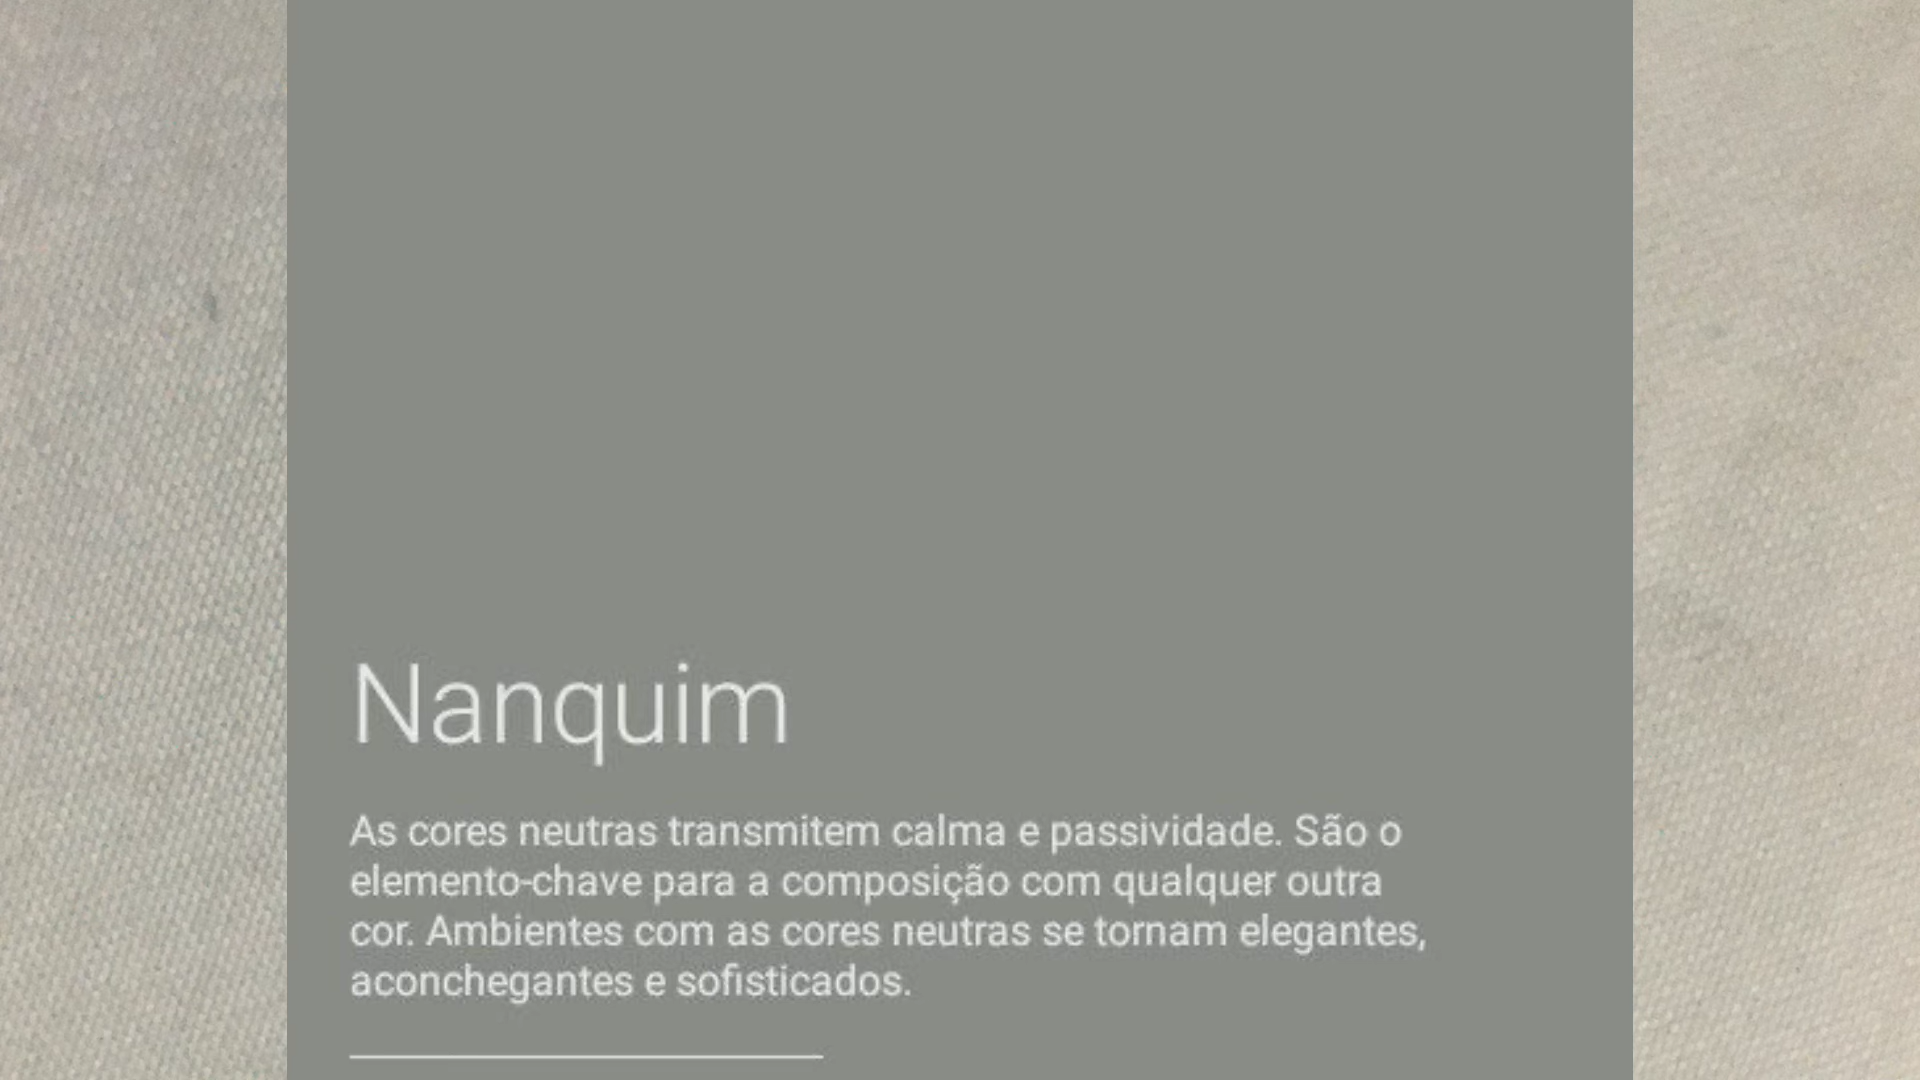 Nanquim
As cores neutras transmitem calma e passividade. São o
elemento-chave para a composição com qualquer outra
cor. Ambientes com as cores neutras se tornam elegantes,
aconchegantes e sofisticados.